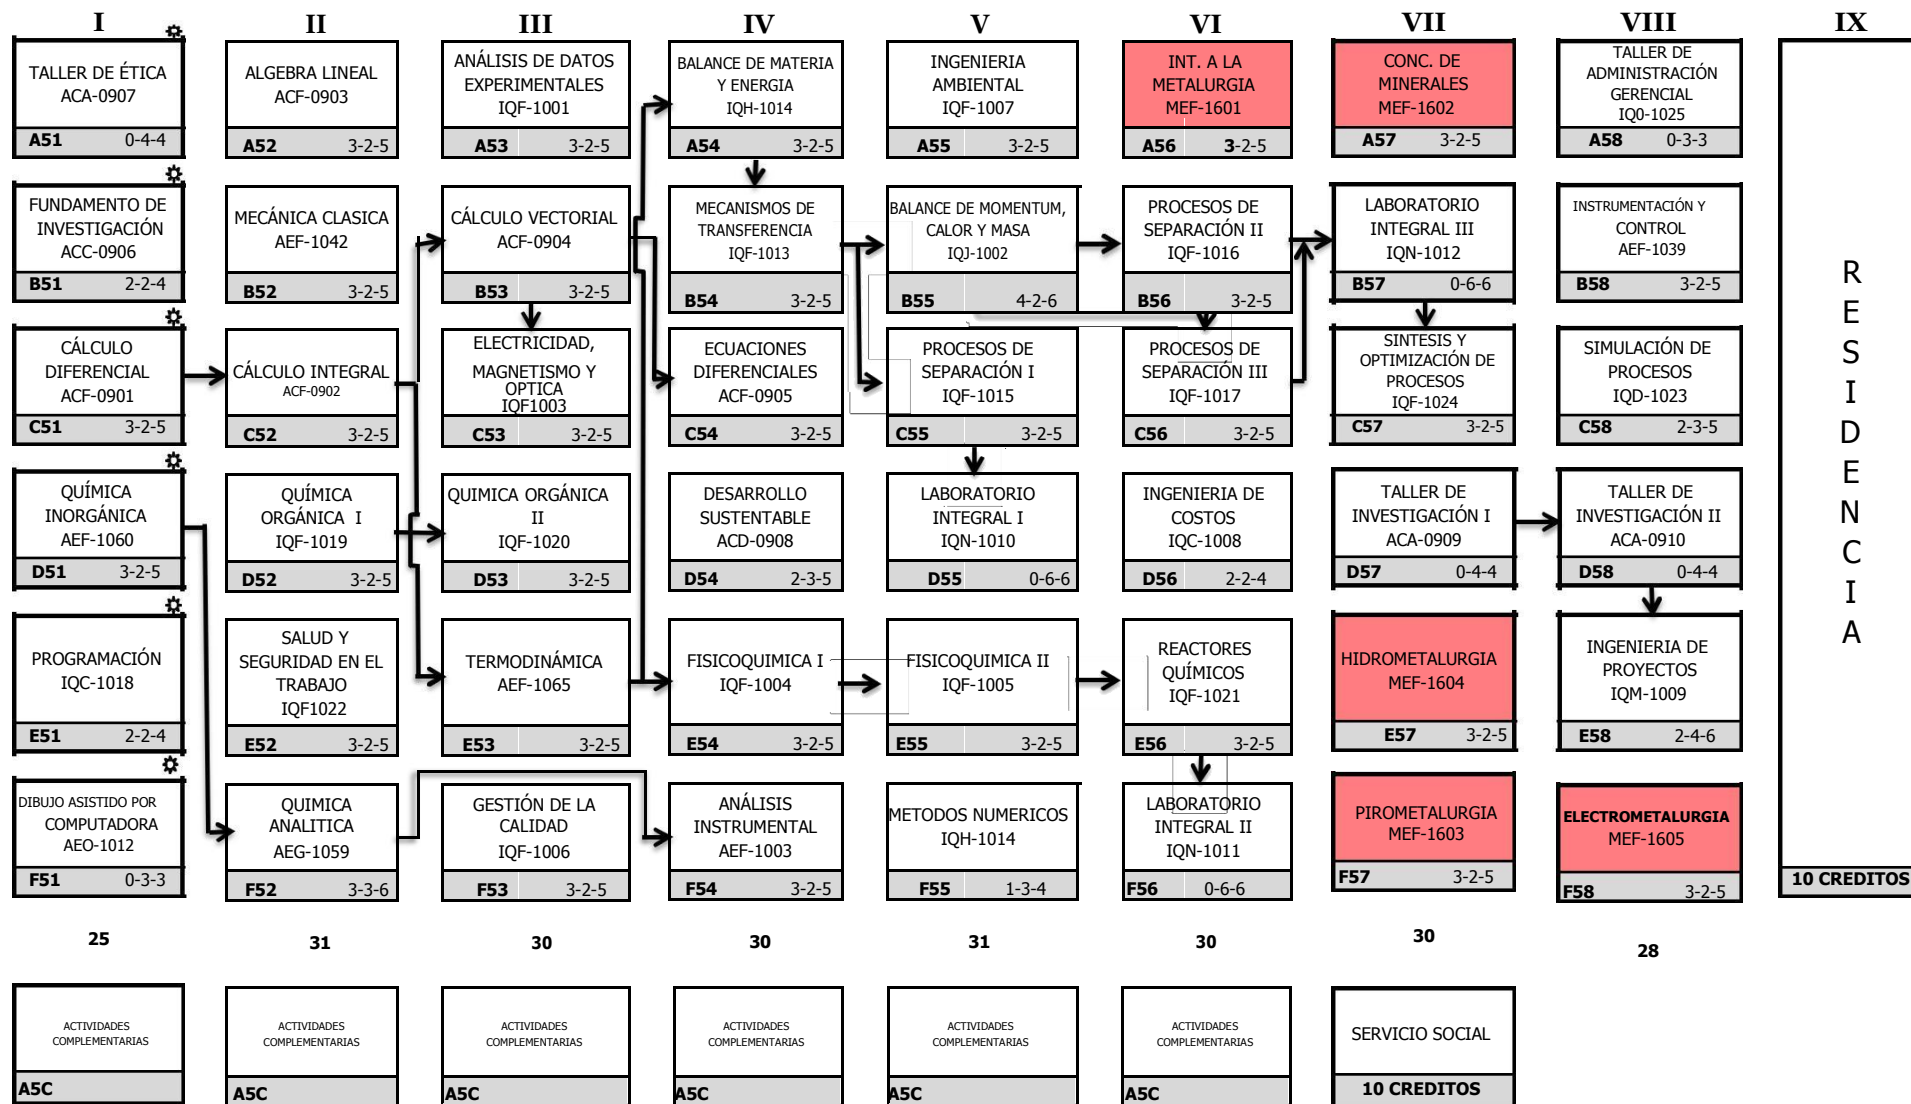 I II III IV V VI VII VIII IX
TALLER DE ÉTICA
ACA-0907
A51 0-4-4
ALGEBRA LINEAL
ACF-0903
A52 3-2-5
ANÁLISIS DE DATOS
EXPERIMENTALES
IQF-1001
A53 3-2-5
BALANCE DE MATERIA
Y ENERGIA
IQH-1014
A54 3-2-5
INGENIERIA
AMBIENTAL
IQF-1007
A55 3-2-5
INT. A LA
METALURGIA
MEF-1601
A56 3-2-5
CONC. DE
MINERALES
MEF-1602
A57 3-2-5
TALLER DE
ADMINISTRACIÓN
GERENCIAL
IQ0-1025
A58 0-3-3
FUNDAMENTO DE
INVESTIGACIÓN
ACC-0906
B51 2-2-4
MECÁNICA CLASICA
AEF-1042
B52 3-2-5
CÁLCULO VECTORIAL
ACF-0904
B53 3-2-5
MECANISMOS DE
TRANSFERENCIA
IQF-1013
B54 3-2-5
BALANCE DE MOMENTUM,
CALOR Y MASA
IQJ-1002
B55 4-2-6
PROCESOS DE
SEPARACIÓN II
IQF-1016
B56 3-2-5
LABORATORIO
INTEGRAL III
IQN-1012
B57 0-6-6
INSTRUMENTACIÓN Y
CONTROL
AEF-1039
B58 3-2-5
CÁLCULO
DIFERENCIAL
ACF-0901
C51 3-2-5
CÁLCULO INTEGRAL
ACF-0902
C52 3-2-5
ELECTRICIDAD,
MAGNETISMO Y
OPTICA
IQF1003
C53 3-2-5
ECUACIONES
DIFERENCIALES
ACF-0905
C54 3-2-5
PROCESOS DE
SEPARACIÓN I
IQF-1015
C55 3-2-5
PROCESOS DE
SEPARACIÓN III
IQF-1017
C56 3-2-5
SINTESIS Y
OPTIMIZACIÓN DE
PROCESOS
IQF-1024
C57 3-2-5
SIMULACIÓN DE
PROCESOS
IQD-1023
C58 2-3-5
QUÍMICA
INORGÁNICA
AEF-1060
D51 3-2-5
QUÍMICA
ORGÁNICA I
IQF-1019
D52 3-2-5
QUIMICA ORGÁNICA
II
IQF-1020
D53 3-2-5
DESARROLLO
SUSTENTABLE
ACD-0908
D54 2-3-5
LABORATORIO
INTEGRAL I
IQN-1010
D55 0-6-6
INGENIERIA DE
COSTOS
IQC-1008
D56 2-2-4
TALLER DE
INVESTIGACIÓN I
ACA-0909
D57 0-4-4
TALLER DE
INVESTIGACIÓN II
ACA-0910
D58 0-4-4
PROGRAMACIÓN
IQC-1018
E51 2-2-4
SALUD Y
SEGURIDAD EN EL
TRABAJO
IQF1022
E52 3-2-5
TERMODINÁMICA
AEF-1065
E53 3-2-5
FISICOQUIMICA I
IQF-1004
E54 3-2-5
FISICOQUIMICA II
IQF-1005
E55 3-2-5
REACTORES
QUÍMICOS
IQF-1021
E56 3-2-5
HIDROMETALURGIA
MEF-1604
E57 3-2-5
INGENIERIA DE
PROYECTOS
IQM-1009
E58 2-4-6
DIBUJO ASISTIDO POR
COMPUTADORA
AEO-1012
F51 0-3-3
QUIMICA
ANALITICA
AEG-1059
F52 3-3-6
GESTIÓN DE LA
CALIDAD
IQF-1006
F53 3-2-5
ANÁLISIS
INSTRUMENTAL
AEF-1003
F54 3-2-5
METODOS NUMERICOS
IQH-1014
F55 1-3-4
LABORATORIO
INTEGRAL II
IQN-1011
F56 0-6-6
PIROMETALURGIA
MEF-1603
F57 3-2-5
ELECTROMETALURGIA
MEF-1605
F58 3-2-5
R
E
S
I
D
E
N
C
I
A
10 CREDITOS
25 31 30 30 31 30 30 28
ACTIVIDADES
COMPLEMENTARIAS
A5C
ACTIVIDADES
COMPLEMENTARIAS
A5C
ACTIVIDADES
COMPLEMENTARIAS
A5C
ACTIVIDADES
COMPLEMENTARIAS
A5C
ACTIVIDADES
COMPLEMENTARIAS
A5C
ACTIVIDADES
COMPLEMENTARIAS
A5C
SERVICIO SOCIAL
10 CREDITOS